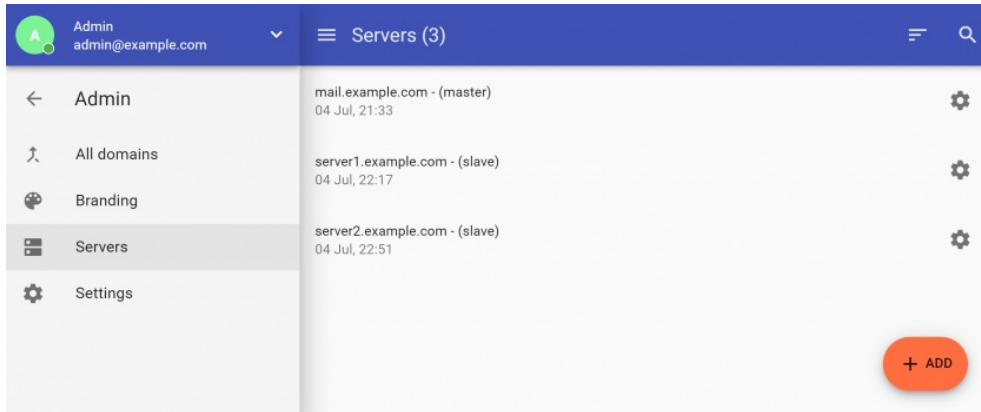 A
Admin
admin@example.com
Admin
All domains
Branding
Servers
Settings
Servers (3)
mail.example.com - (master)
04 Jul, 21:33
server1.example.com - (slave)
04 Jul, 22:17
server2.example.com - (slave)
04 Jul, 22:51
+ ADD